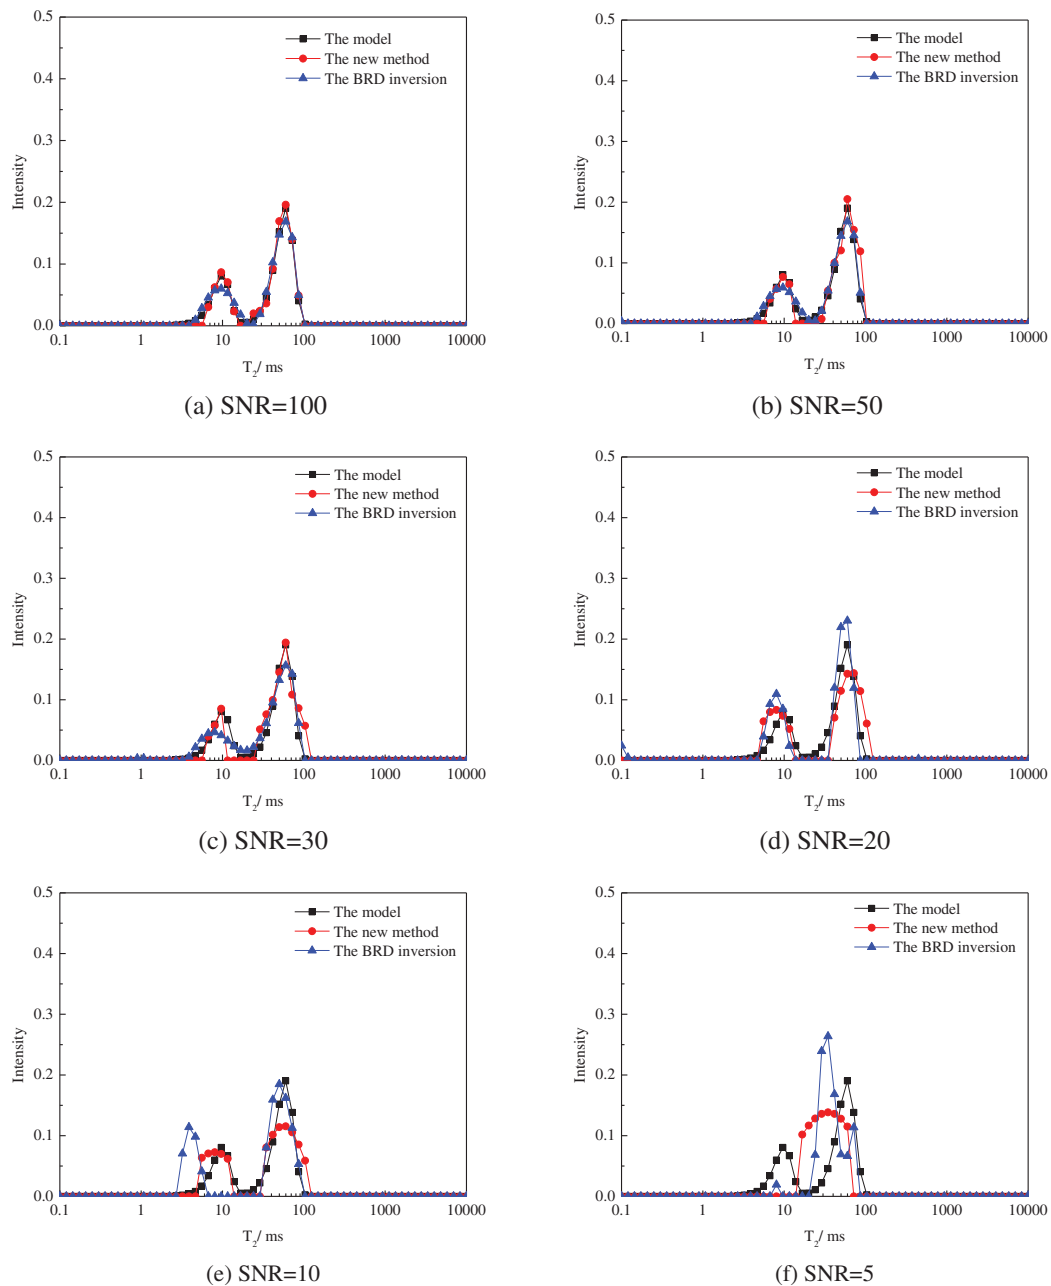 0.5
0.4
0.3
0.2
0.1
0.0
Intensity
The model
The new method
The BRD inversion
0.1 1 10 100 1000 10000
T2/ ms
(a) SNR=100
0.5
0.4
0.3
0.2
0.1
0.0
Intensity
The model
The new method
The BRD inversion
0.1 1 10 100 1000 10000
T2/ ms
(b) SNR=50
0.5
0.4
0.3
0.2
0.1
0.0
Intensity
The model
The new method
The BRD inversion
0.1 1 10 100 1000 10000
T2/ ms
(c) SNR=30
0.5
0.4
0.3
0.2
0.1
0.0
Intensity
The model
The new method
The BRD inversion
0.1 1 10 100 1000 10000
T2/ ms
(d) SNR=20
0.5
0.4
0.3
0.2
0.1
0.0
Intensity
The model
The new method
The BRD inversion
0.1 1 10 100 1000 10000
T2/ ms
(e) SNR=10
0.5
0.4
0.3
0.2
0.1
0.0
Intensity
The model
The new method
The BRD inversion
0.1 1 10 100 1000 10000
T2/ ms
(f) SNR=5